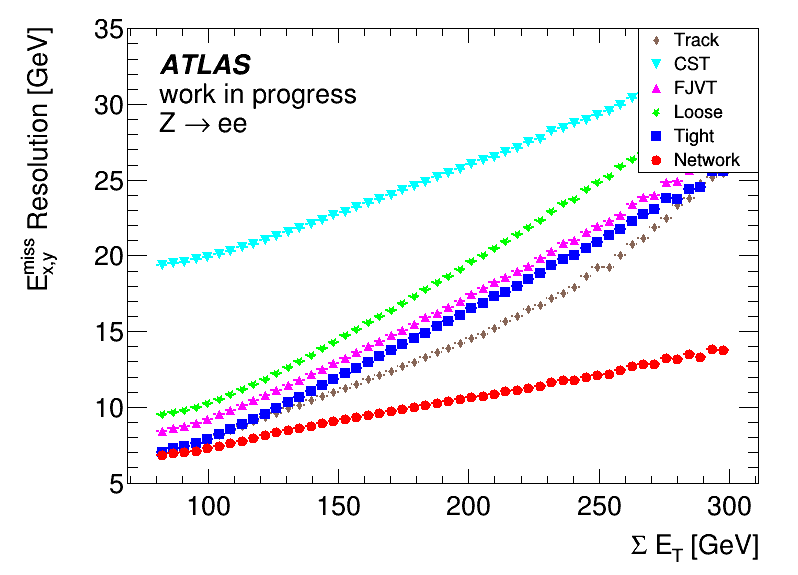 35
30
25
20
15
10
5
E^miss_x,y Resolution [GeV]
ATLAS
work in progress
Z → ee
Track
CST
FJVT
Loose
Tight
Network
100
150
200
250
300
Σ E_T [GeV]